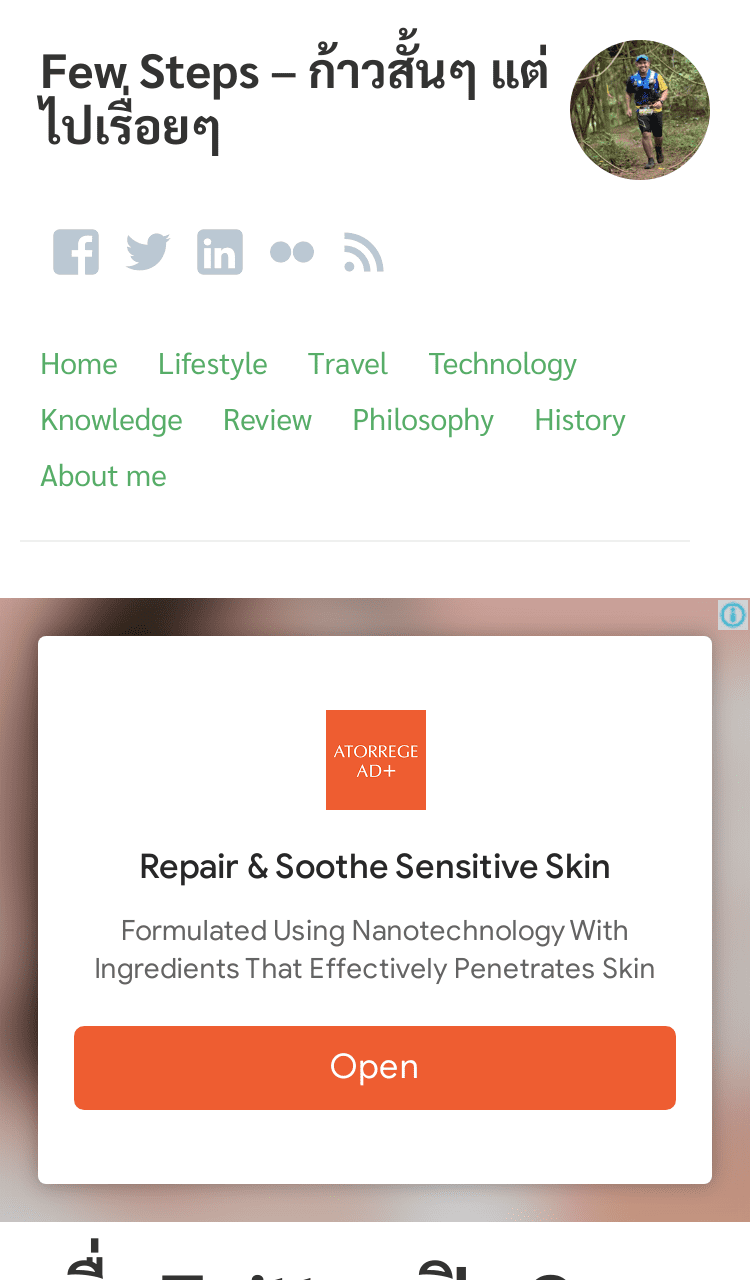 Few Steps – ก้าวสั้นๆ แต่
ไปเรื่อยๆ
Home Lifestyle Travel Technology
Knowledge Review Philosophy History
About me
ATORREGE
AD+
Repair & Soothe Sensitive Skin
Formulated Using Nanotechnology With
Ingredients That Effectively Penetrates Skin
Open